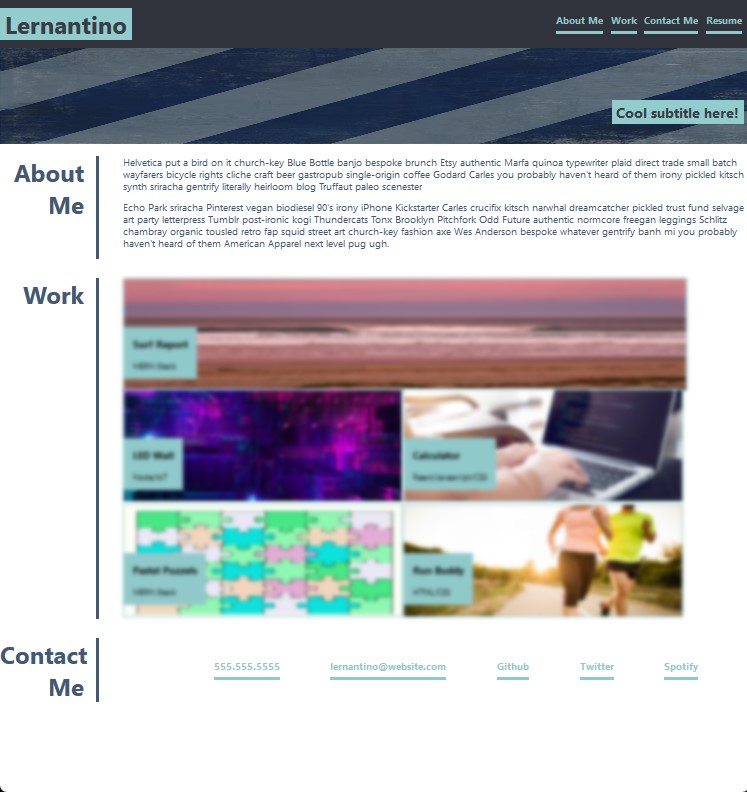 Lernantino
About Me Work Contact Me Resume
Cool subtitle here!
About
Me
Helvetica put a bird on it church-key Blue Bottle banjo bespoke brunch Etsy authentic Marfa quinoa typewriter plaid direct trade small batch
wayfarers bicycle rights cliche craft beer gastropub single-origin coffee Godard Carles you probably haven't heard of them irony pickled kitsch
synth sriracha gentrify literally heirloom blog Truffaut paleo scenester
Echo Park sriracha Pinterest vegan biodiesel 90's irony iPhone Kickstarter Carles crucifix kitsch narwhal dreamcatcher pickled trust fund selvage
art party letterpress Tumblr post-ironic kogi Thundercats Tonx Brooklyn Pitchfork Odd Future authentic normcore freegan leggings Schlitz
chambray organic tousled retro fap squid street art church-key fashion axe Wes Anderson bespoke whatever gentrify banh mi you probably
haven't heard of them American Apparel next level pug ugh.
Work
Surf Report
LED Wall
Calculator
Run Buddy
HTML/CSS
Contact
Me
555.555.5555 lernantino@website.com Github Twitter Spotify